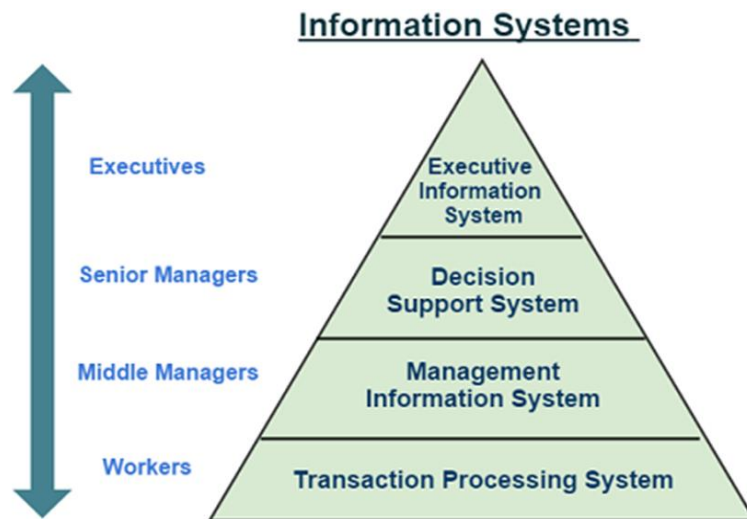 Information Systems
Executives
Executive
Information
System
Senior Managers
Decision
Support System
Middle Managers
Management
Information System
Workers
Transaction Processing System